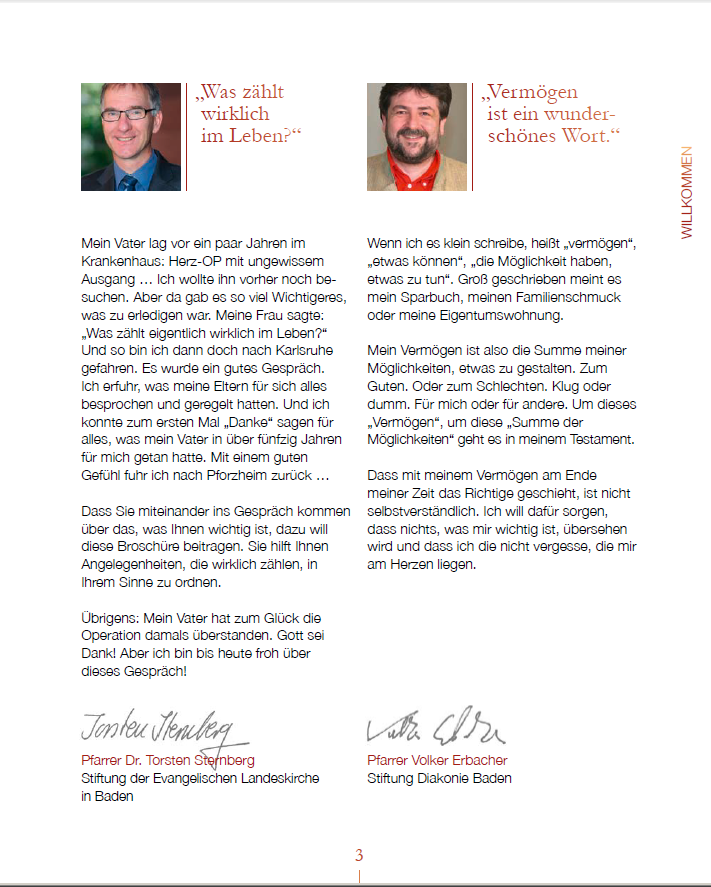 „Was zählt
wirklich
im Leben?“
Mein Vater lag vor ein paar Jahren im
Krankenhaus: Herz-OP mit ungewissem
Ausgang … Ich wollte ihn vorher noch be-
suchen. Aber da gab es so viel Wichtigeres,
was zu erledigen war. Meine Frau sagte:
„Was zählt eigentlich wirklich im Leben?“
Und so bin ich dann doch nach Karlsruhe
gefahren. Es wurde ein gutes Gespräch.
Ich erfuhr, was meine Eltern für sich alles
besprochen und geregelt hatten. Und ich
konnte zum ersten Mal „Danke“ sagen für
alles, was mein Vater in über fünfzig Jahren
für mich getan hatte. Mit einem guten
Gefühl fuhr ich nach Pforzheim zurück …
Dass Sie miteinander ins Gespräch kommen
über das, was Ihnen wichtig ist, dazu will
diese Broschüre beitragen. Sie hilft Ihnen
Angelegenheiten, die wirklich zählen, in
Ihrem Sinne zu ordnen.
Übrigens: Mein Vater hat zum Glück die
Operation damals überstanden. Gott sei
Dank! Aber ich bin bis heute froh über
dieses Gespräch!
Torsten Sternberg
Pfarrer Dr. Torsten Sternberg
Stiftung der Evangelischen Landeskirche
in Baden
„Vermögen
ist ein wunder-
schönes Wort.“
Wenn ich es klein schreibe, heißt „vermögen“,
„etwas können“, „die Möglichkeit haben,
etwas zu tun“. Groß geschrieben meint es
mein Sparbuch, meinen Familienschmuck
oder meine Eigentumswohnung.
Mein Vermögen ist also die Summe meiner
Möglichkeiten, etwas zu gestalten. Zum
Guten. Oder zum Schlechten. Klug oder
dumm. Für mich oder für andere. Um dieses
„Vermögen“, um diese „Summe der
Möglichkeiten“ geht es in meinem Testament.
Dass mit meinem Vermögen am Ende
meiner Zeit das Richtige geschieht, ist nicht
selbstverständlich. Ich will dafür sorgen,
dass nichts, was mir wichtig ist, übersehen
wird und dass ich die nicht vergesse, die mir
am Herzen liegen.
Pfarrer Volker Erbacher
Stiftung Diakonie Baden
WILLKOMMEN
3